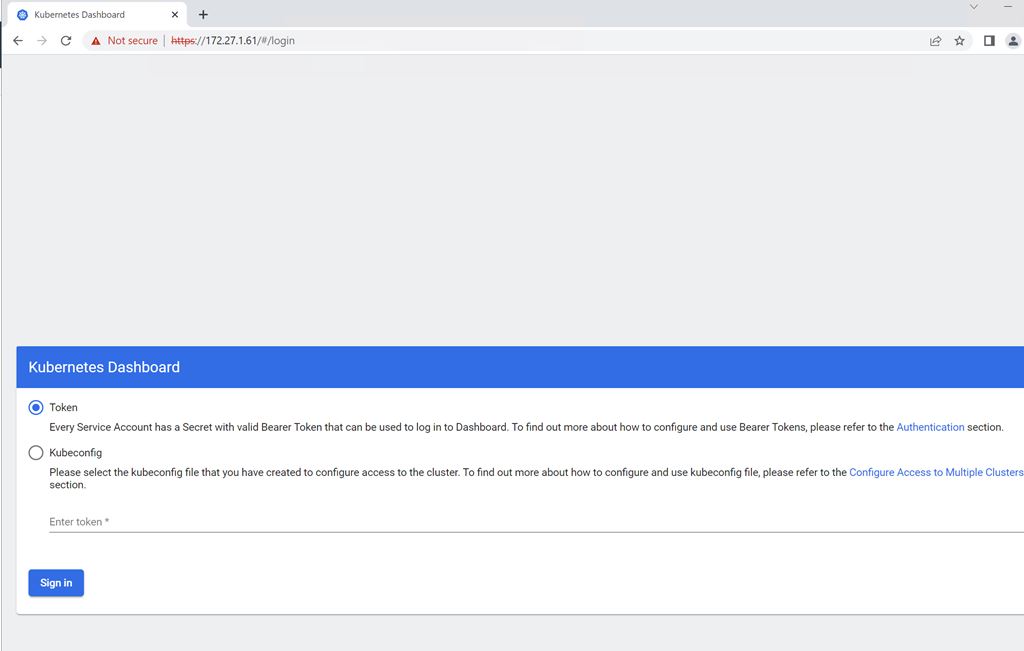 Kubernetes Dashboard
Not secure | https://172.27.1.61/#/login
Kubernetes Dashboard
Token
Every Service Account has a Secret with valid Bearer Token that can be used to log in to Dashboard. To find out more about how to configure and use Bearer Tokens, please refer to the Authentication section.
Kubeconfig
Please select the kubeconfig file that you have created to configure access to the cluster. To find out more about how to configure and use kubeconfig file, please refer to the Configure Access to Multiple Clusters
section.
Enter token *
Sign in